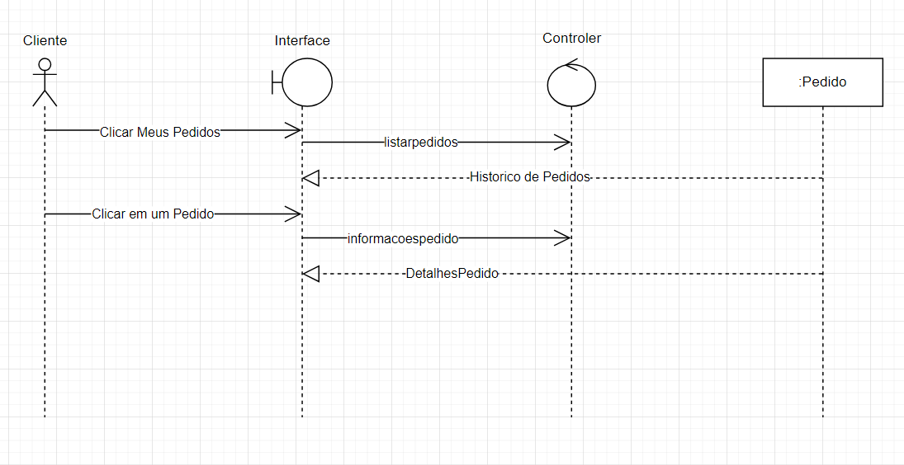 Cliente
Interface
Controler
:Pedido
Clicar Meus Pedidos
listarpedidos
Historico de Pedidos
Clicar em um Pedido
informacoespedido
DetalhesPedido